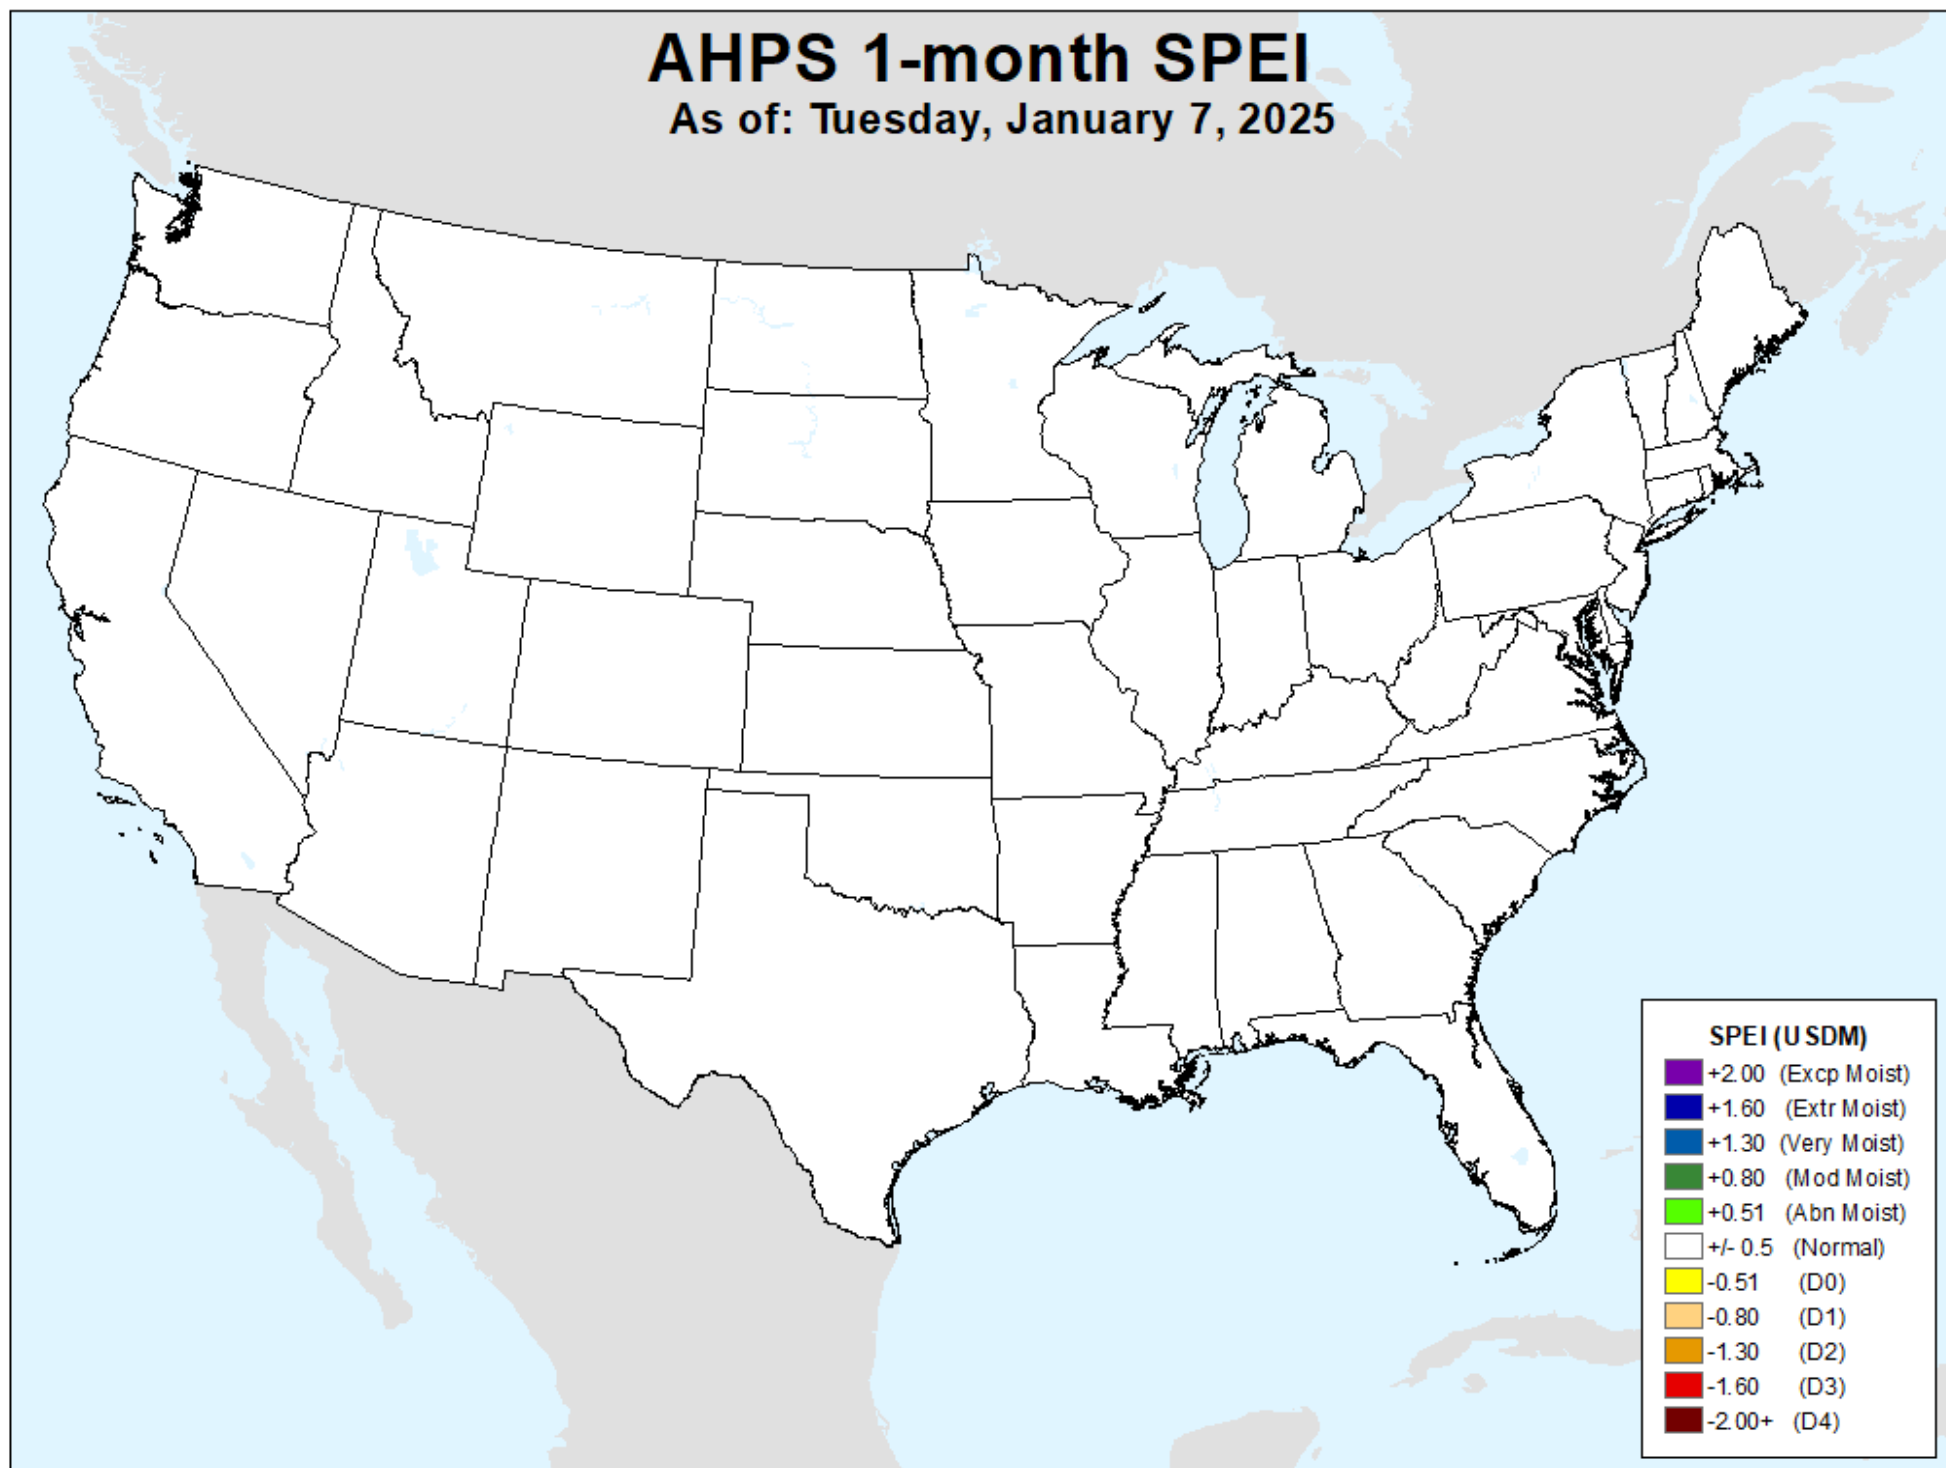 AHPS 1-month SPEI
As of: Tuesday, January 7, 2025
SPEI (USDM)
+2.00 (Excp Moist)
+1.60 (Extr Moist)
+1.30 (Very Moist)
+0.80 (Mod Moist)
+0.51 (Abn Moist)
+/- 0.5 (Normal)
-0.51 (D0)
-0.80 (D1)
-1.30 (D2)
-1.60 (D3)
-2.00+ (D4)